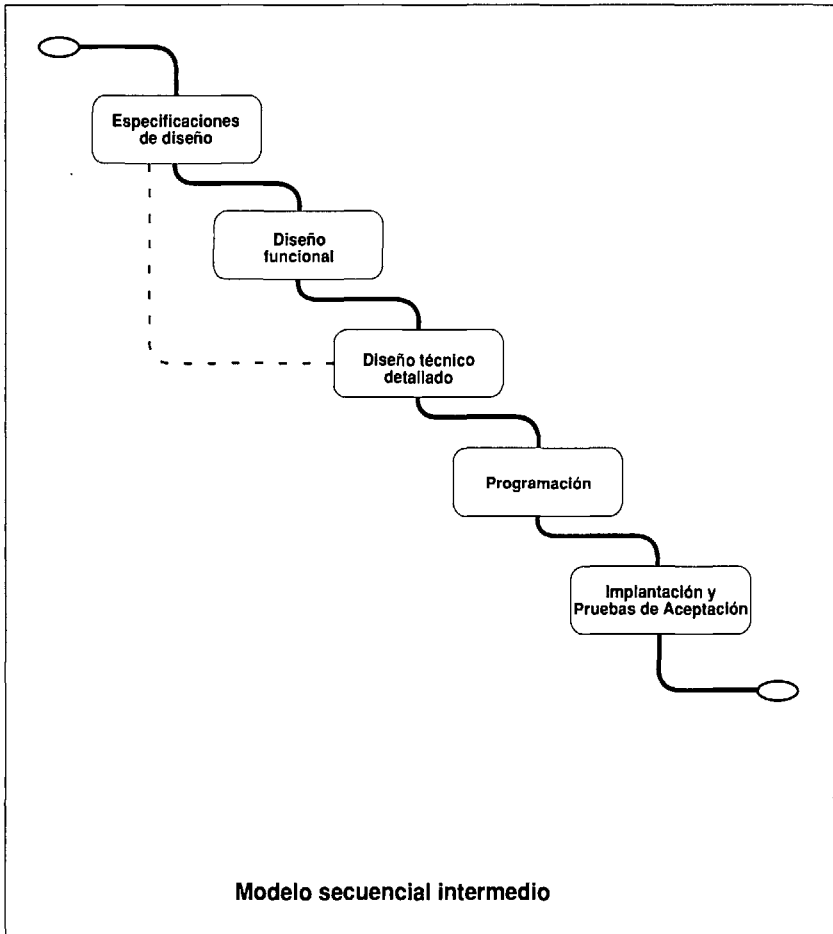 Especificaciones
de diseño
Diseño
funcional
Diseño técnico
detallado
Programación
Implantación y
Pruebas de Aceptación
Modelo secuencial intermedio